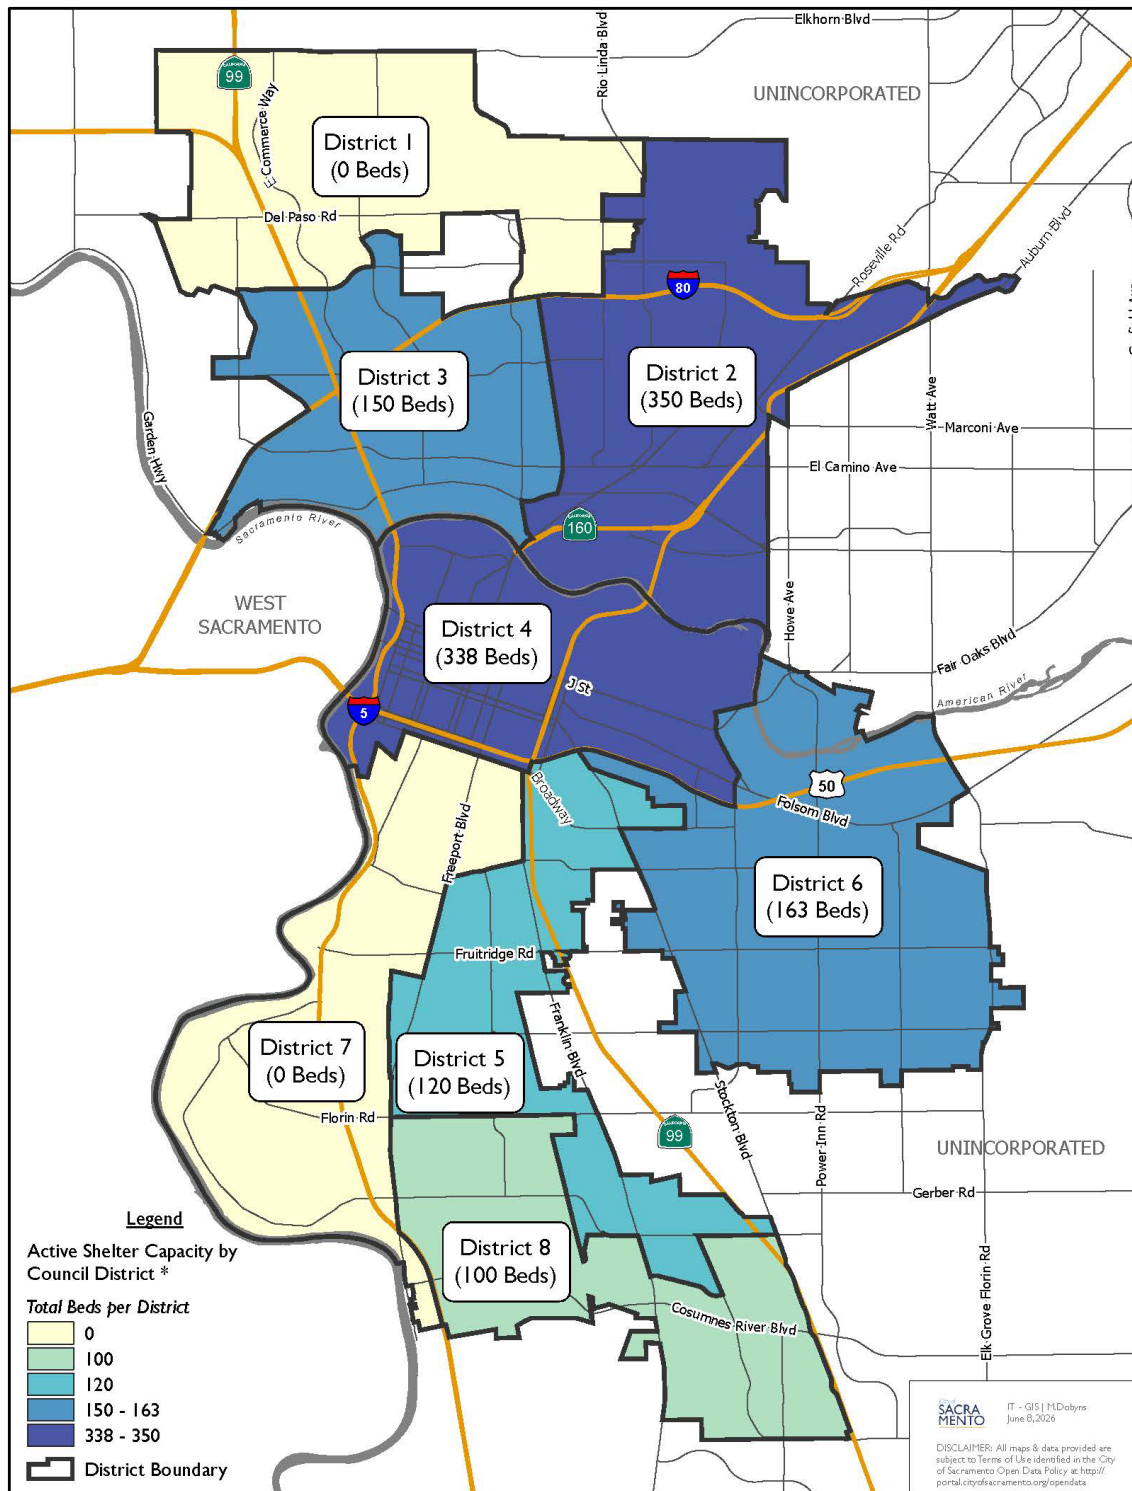 Elkhorn Blvd
Rio Linda Blvd
UNINCORPORATED
99
E Commerce Way
District 1
(0 Beds)
Del Paso Rd
Roseville Rd
Auburn Blvd
80
District 3
(150 Beds)
District 2
(350 Beds)
Watt Ave
Garden Hwy
Marconi Ave
El Camino Ave
Sacramento River
CALIFORNIA
160
WEST
SACRAMENTO
Howe Ave
District 4
(338 Beds)
Fair Oaks Blvd
J St
American River
5
50
Broadway
Folsom Blvd
Freeport Blvd
District 6
(163 Beds)
Fruitridge Rd
Franklin Blvd
District 7
(0 Beds)
District 5
(120 Beds)
Stockton Blvd
Power Inn Rd
Florin Rd
99
UNINCORPORATED
Gerber Rd
District 8
(100 Beds)
Cosumnes River Blvd
Elk Grove Florin Rd
Legend
Active Shelter Capacity by
Council District *
Total Beds per District
0
100
120
150 - 163
338 - 350
District Boundary
City of
SACRA
MENTO
IT - GIS | M.Dobyns
June 8, 2026
DISCLAIMER: All maps & data provided are
subject to Terms of Use identified in the City
of Sacramento Open Data Policy at http://
portal.cityofsacramento.org/opendata